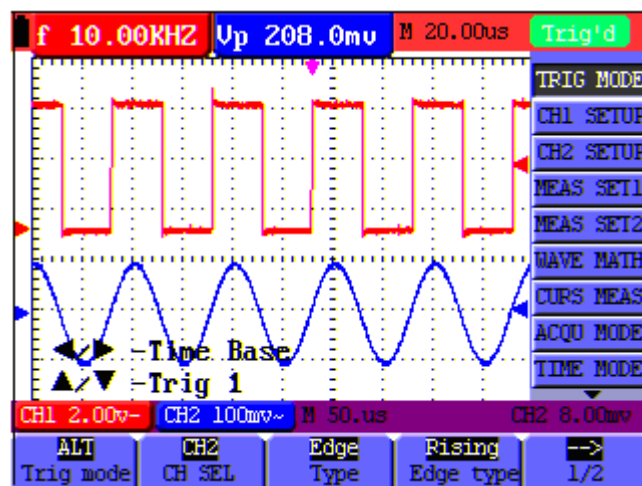 f 10.00KHZ Vp 208.0mv M 20.00us Trig'd
TRIG MODE
CH1 SETUP
CH2 SETUP
MEAS SET1
MEAS SET2
WAVE MATH
CURS MEAS
ACQU MODE
TIME MODE
◀/▶ -Time Base
▲/▼ -Trig 1
CH1 2.00v- CH2 100mv~ M 50.us CH2 8.00mv
ALT CH2 Edge Rising -->
Trig mode CH SEL Type Edge type 1/2